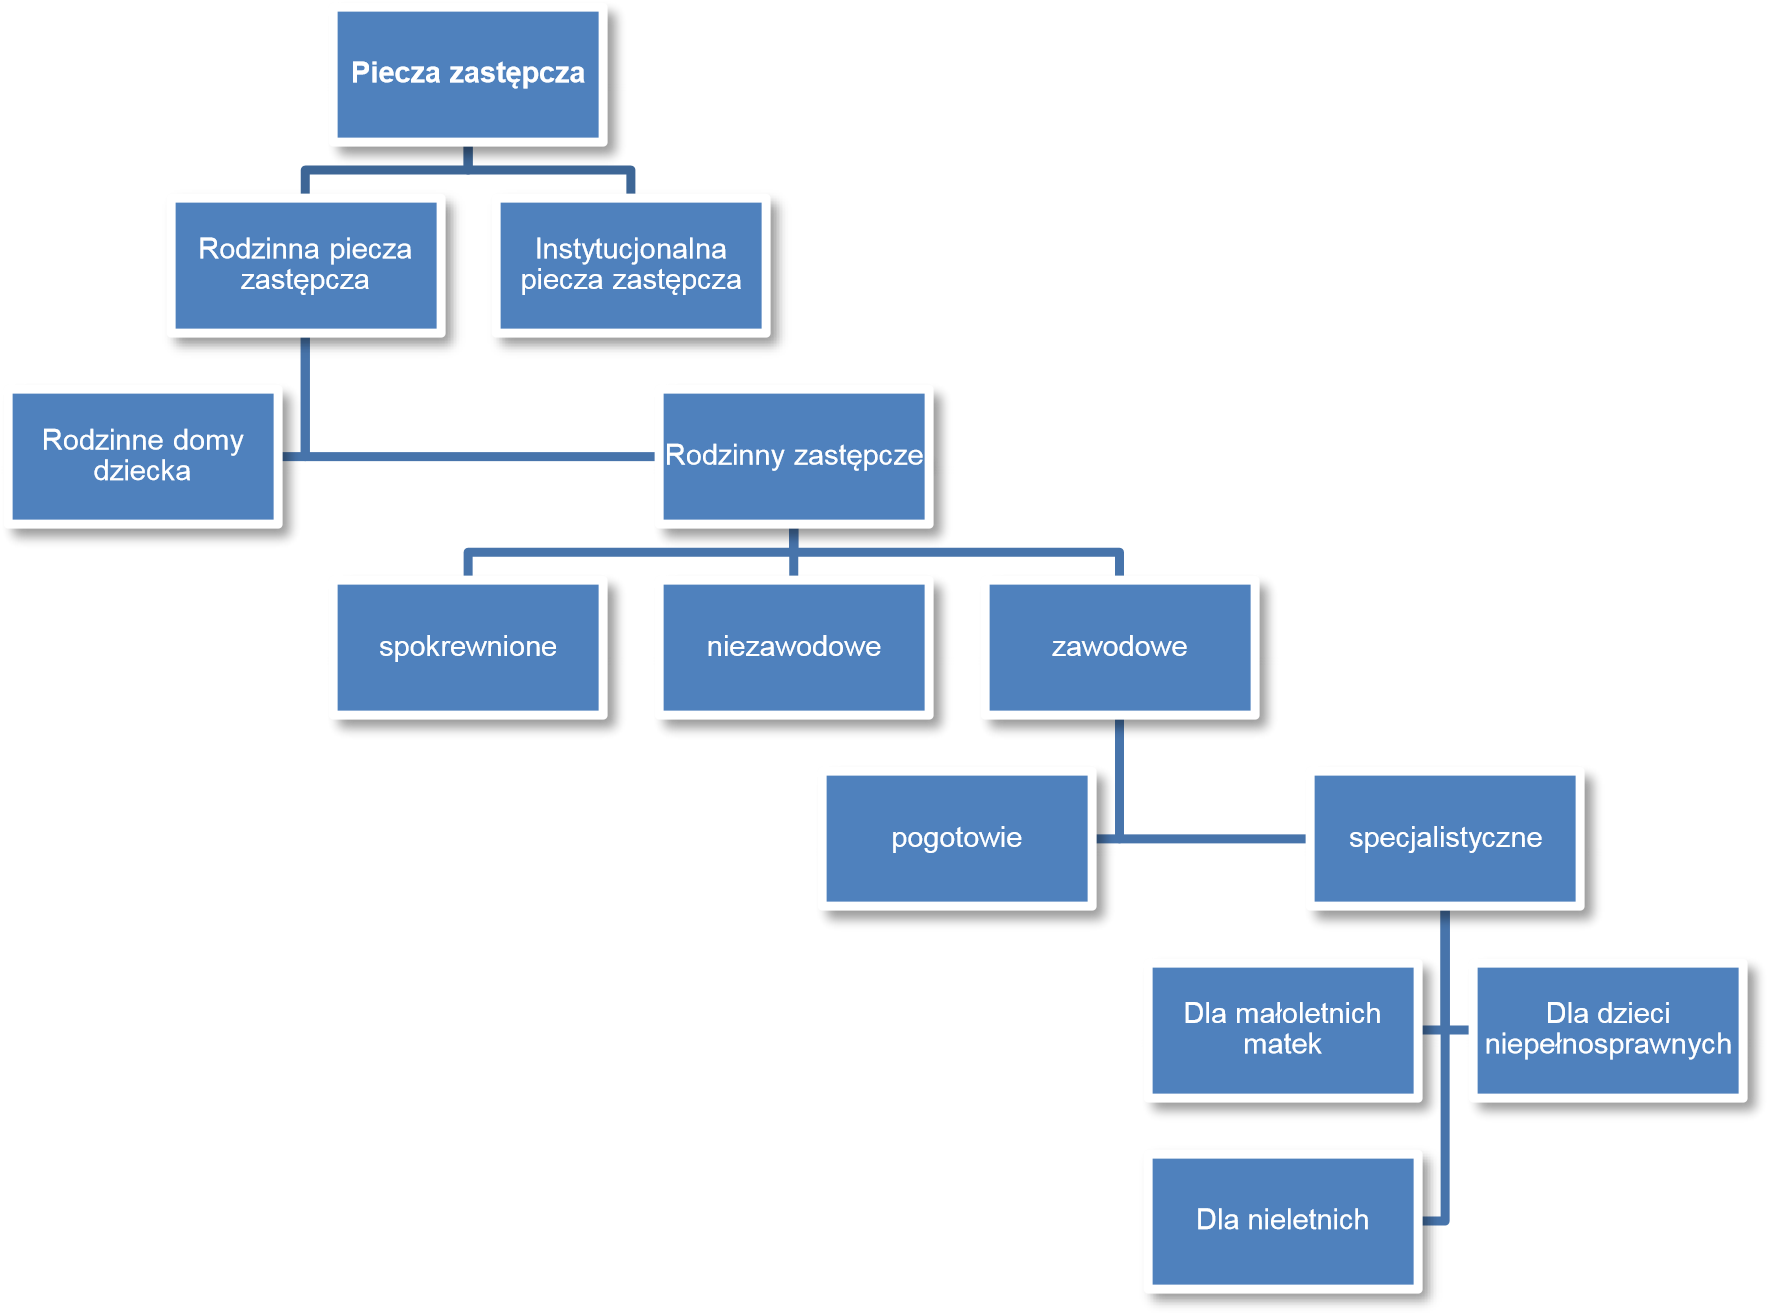 Piecza zastępcza
Rodzinna piecza
zastępcza
Instytucjonalna
piecza zastępcza
Rodzinne domy
dziecka
Rodzinny zastępcze
spokrewnione
niezawodowe
zawodowe
pogotowie
specjalistyczne
Dla małoletnich
matek
Dla dzieci
niepełnosprawnych
Dla nieletnich